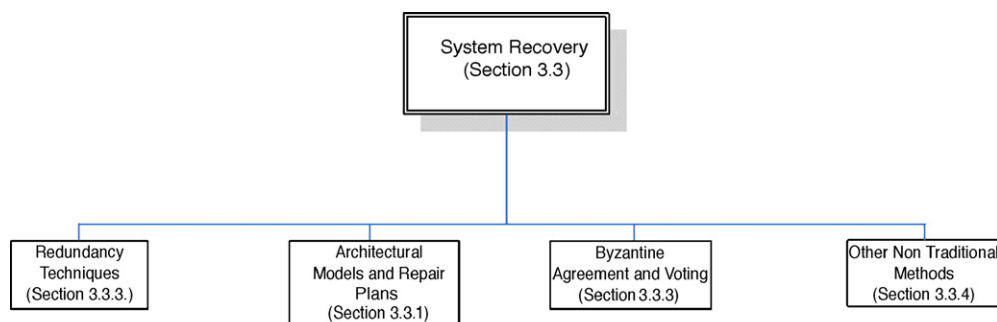 System Recovery
(Section 3.3)
Redundancy
Techniques
(Section 3.3.3.)
Architectural
Models and Repair
Plans
(Section 3.3.1)
Byzantine
Agreement and Voting
(Section 3.3.3)
Other Non Traditional
Methods
(Section 3.3.4)